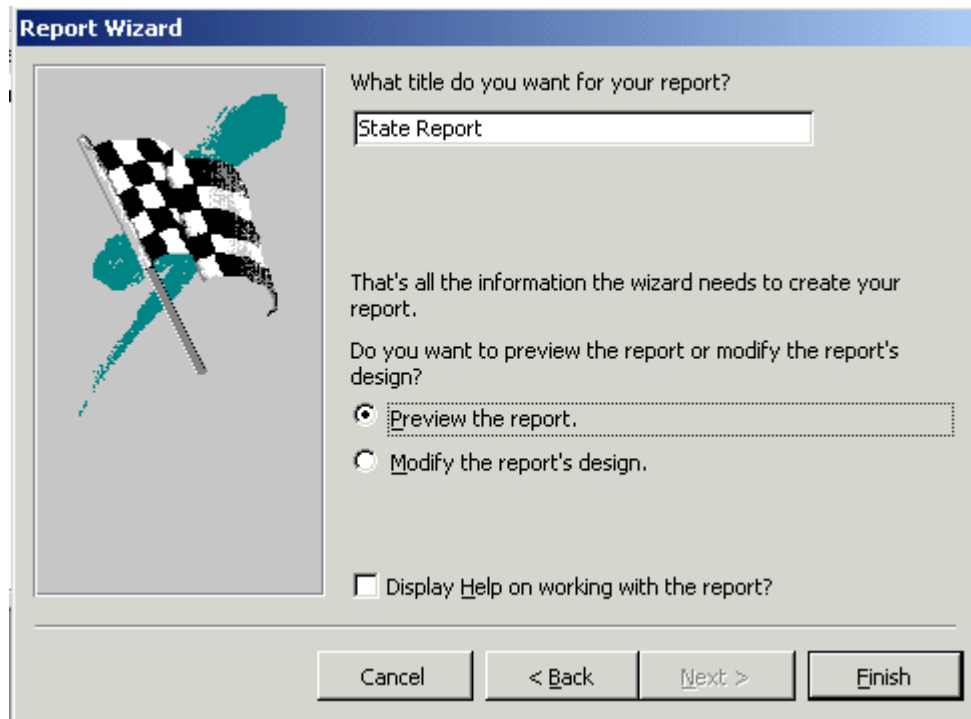 Report Wizard
What title do you want for your report?
State Report
That's all the information the wizard needs to create your
report.
Do you want to preview the report or modify the report's
design?
Preview the report.
Modify the report's design.
Display Help on working with the report?
Cancel
< Back
Next >
Finish